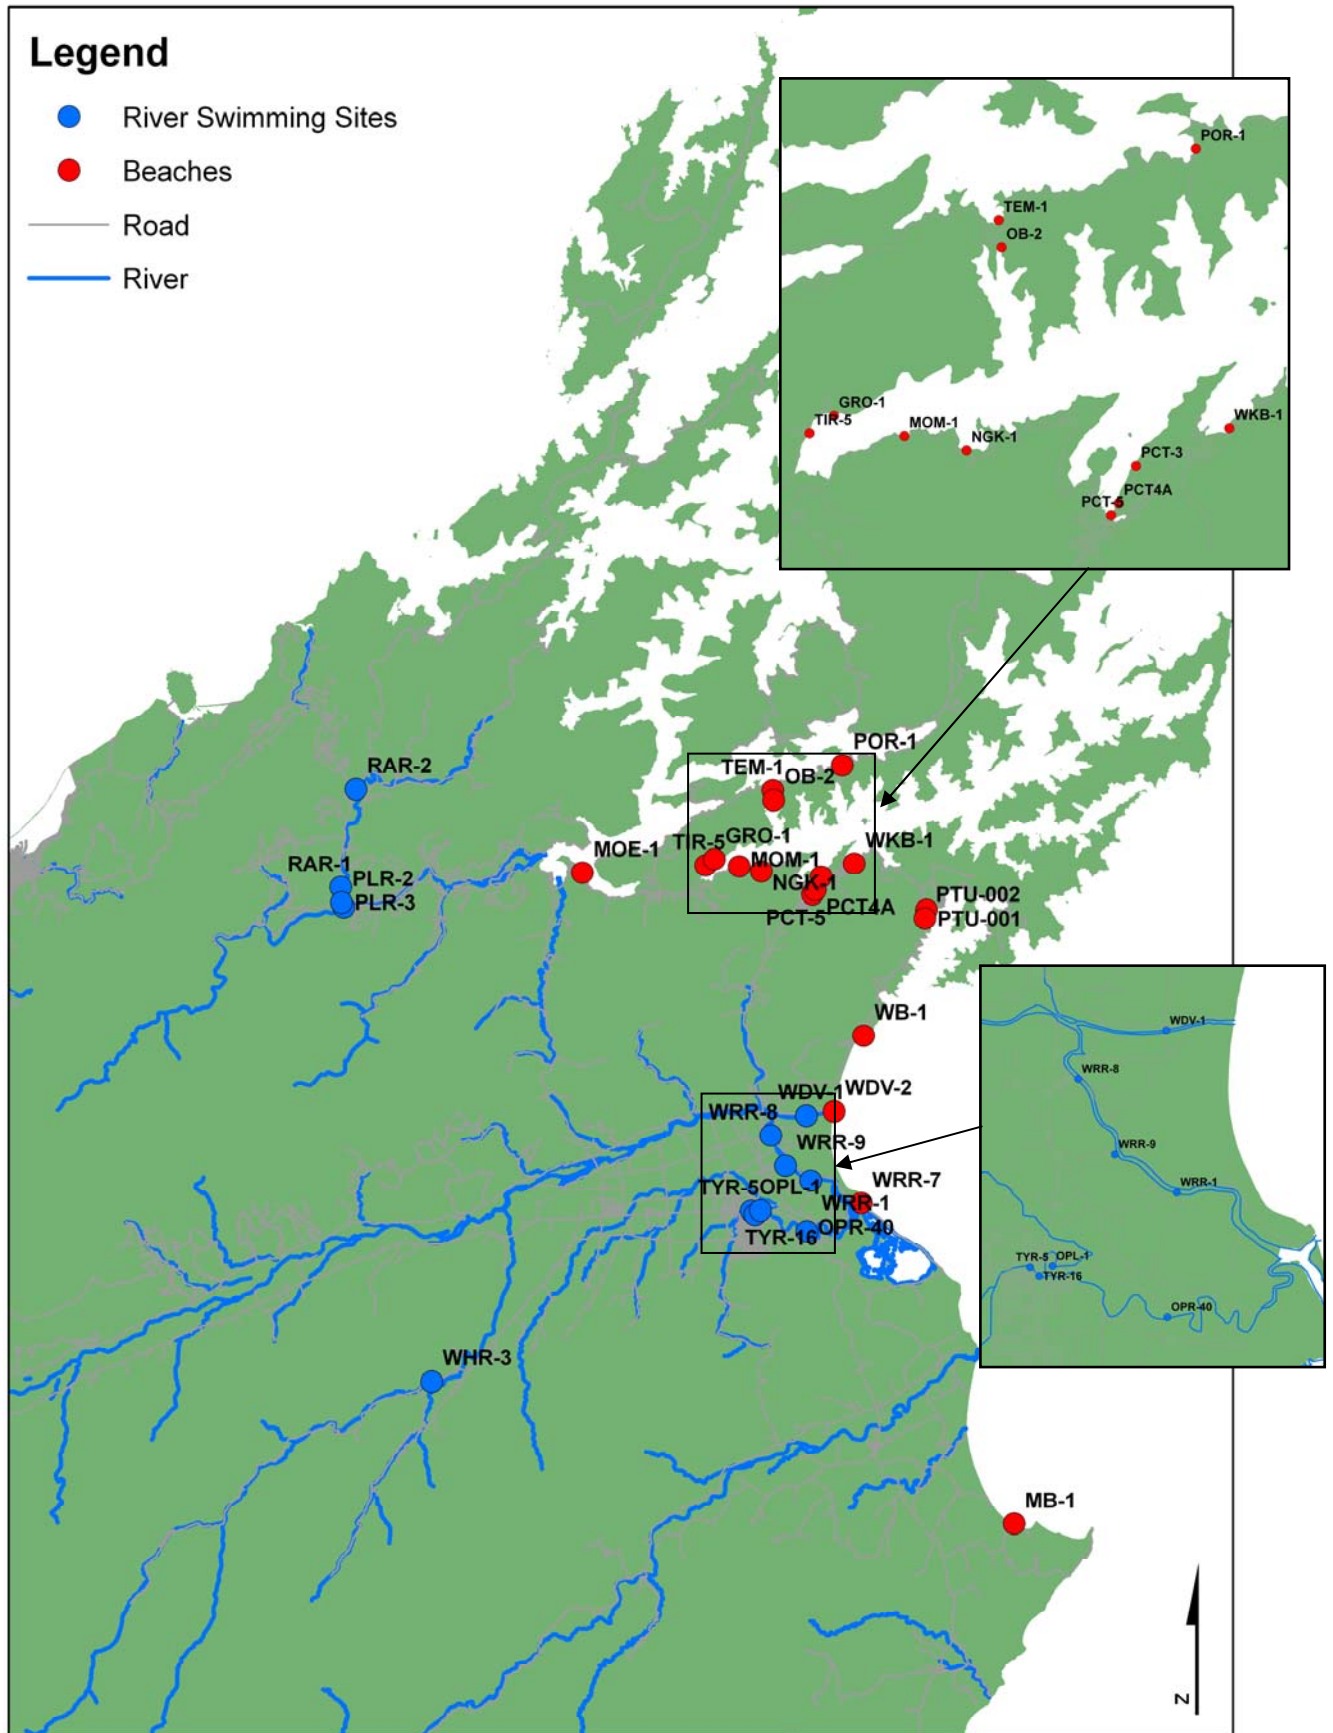 Legend
River Swimming Sites
Beaches
Road
River
POR-1
TEM-1
OB-2
GRO-1
TIR-5
MOM-1
NGK-1
WKB-1
PCT-3
PCT4A
PCT-5
POR-1
TEM-1
OB-2
RAR-2
TIR-5
GRO-1
WKB-1
MOE-1
MOM-1
RAR-1
PLR-2
NGK-1
PLR-3
PCT4A
PCT-5
PTU-002
PTU-001
WB-1
WDV-1
WDV-2
WRR-8
WRR-9
TYR-5
OPL-1
WRR-7
WRR-1
OPR-40
TYR-16
WDV-1
WRR-8
WRR-9
WRR-1
TYR-5
OPL-1
TYR-16
OPR-40
WHR-3
MB-1
N